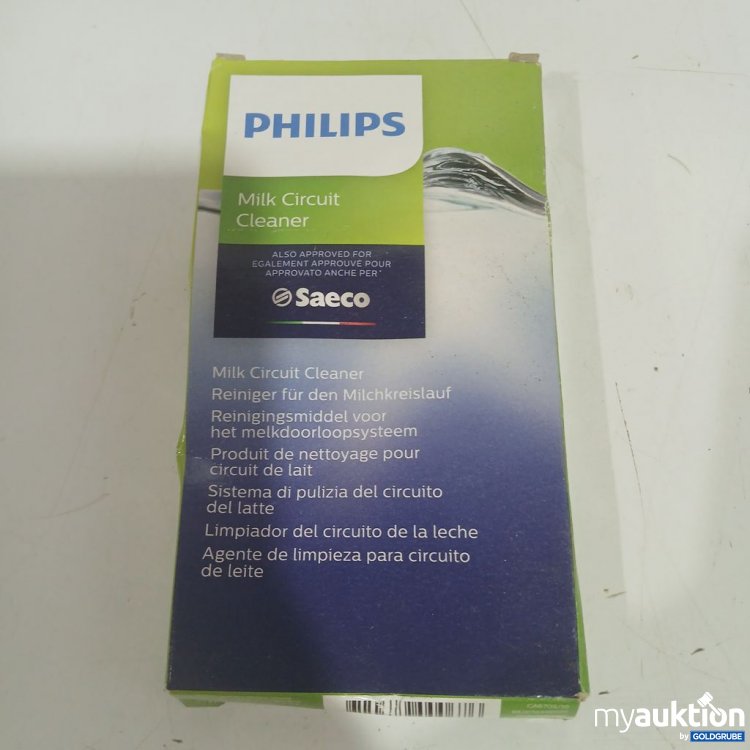 PHILIPS
Milk Circuit
Cleaner
ALSO APPROVED FOR
EGALEMENT APPROUVÉ POUR
APPROVATO ANCHE PER*
Saeco
Milk Circuit Cleaner
Reiniger für den Milchkreislauf
Reinigingsmiddel voor
het melkdoorloopsysteem
Produit de nettoyage pour
circuit de lait
Sistema di pulizia del circuito
del latte
Limpiador del circuito de la leche
Agente de limpieza para circuito
de leite
CA6705/10
myauktion
by GOLDGRUBE